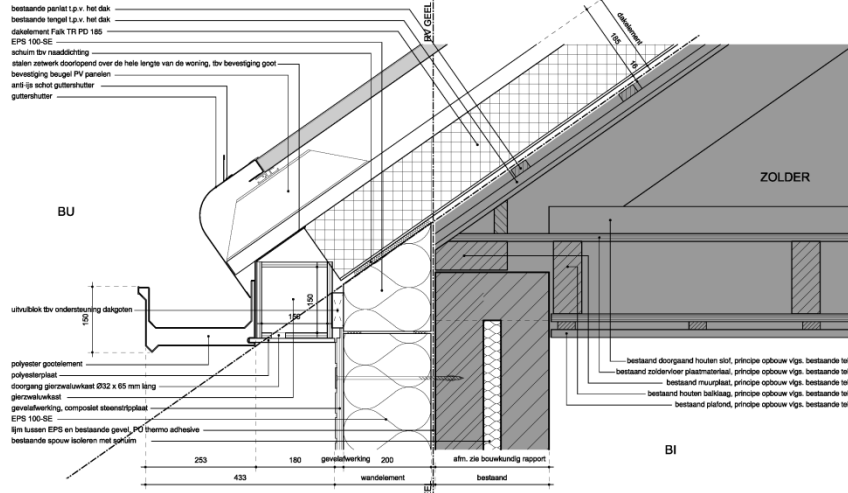 bestaande panlat t.p.v. het dak
bestaande tengel t.p.v. het dak
dakelement Falk TR PD 185
EPS 100-SE
schuim tbv naaddichting
stalen zetwerk doorlopend over de hele lengte van de woning, tbv bevestiging goot
bevestiging beugel PV panelen
anti-ijs schot guttershutter
guttershutter
RV GEEL
dakelement
185
16
ZOLDER
BU
150
150
150
uitvulblok tbv ondersteuning dakgoten
polyester gootelement
polyesterplaat
doorgang gierzwaluwkast Ø32 x 65 mm lang
gierzwaluwkast
gevelafwerking, composiet steenstripplaat
EPS 100-SE
lijm tussen EPS en bestaande gevel, PU thermo adhesive
bestaande spouw isoleren met schuim
bestaand doorgaand houten slof, principe opbouw vlgs. bestaande te
bestaand zoldervloer plaatmateriaal, principe opbouw vlgs. bestaande te
bestaand muurplaat, principe opbouw vlgs. bestaande te
bestaand houten balklaag, principe opbouw vlgs. bestaande te
bestaand plafond, principe opbouw vlgs. bestaande te
BI
253
180
gevelafwerking
200
afm. zie bouwkundig rapport
433
wandelement
bestaand